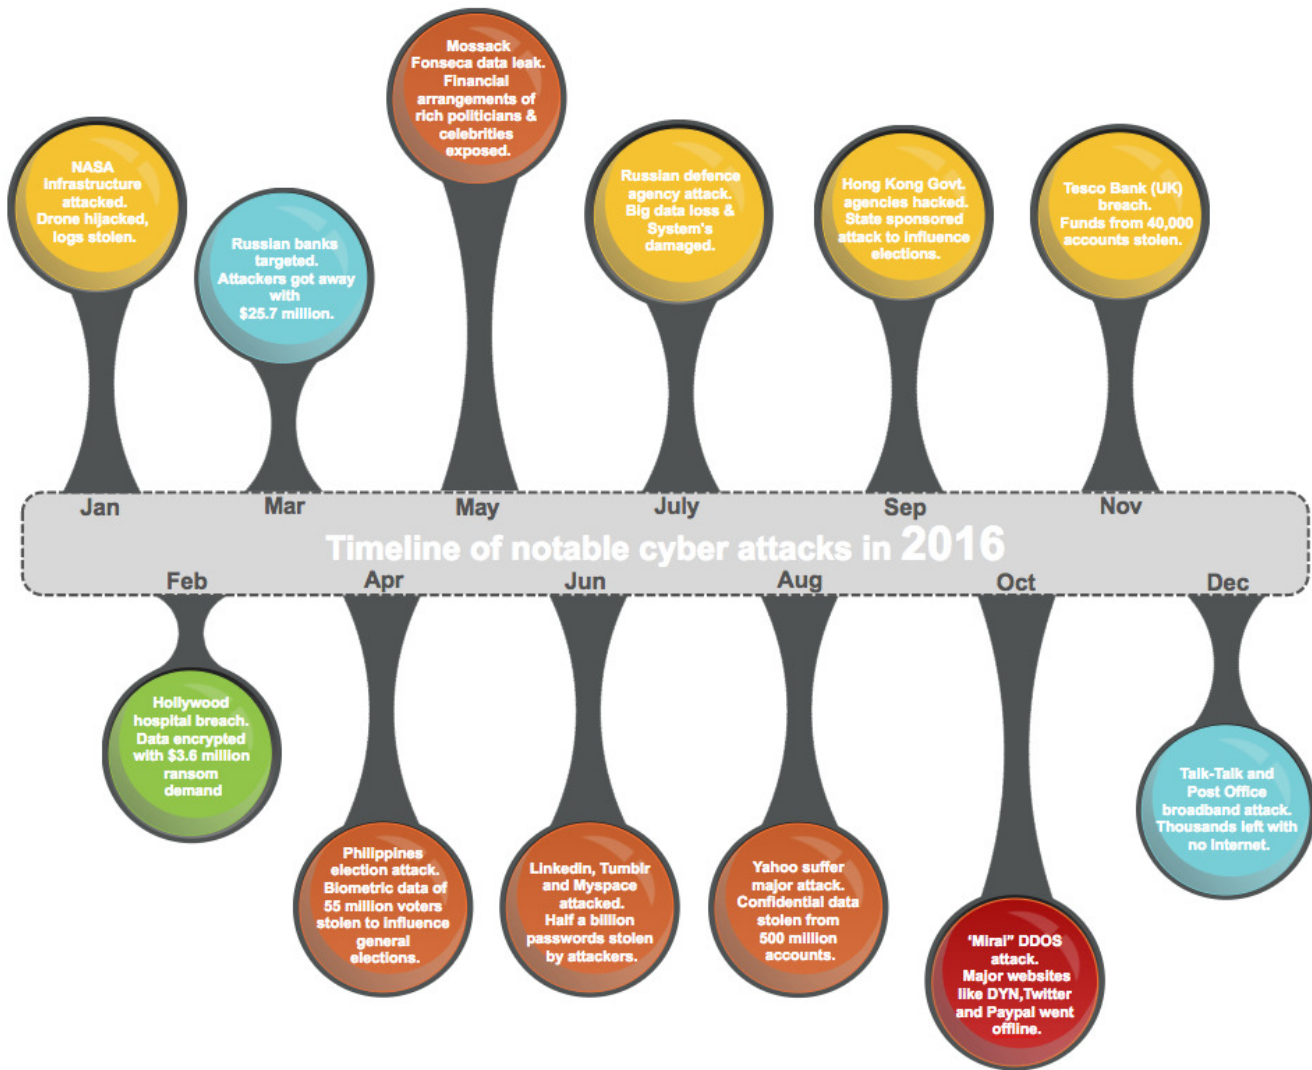 Mossack
Fonseca data leak.
Financial
arrangements of
rich politicians &
celebrities
exposed.
NASA
Infrastructure
attacked.
Drone hijacked,
logs stolen.
Russian banks
targeted.
Attackers got away
with
$25.7 million.
Russian defence
agency attack.
Big data loss &
System's
damaged.
Hong Kong Govt.
agencies hacked.
State sponsored
attack to influence
elections.
Tesco Bank (UK)
breach.
Funds from 40,000
accounts stolen.
Jan
Mar
May
July
Sep
Nov
Timeline of notable cyber attacks in 2016
Feb
Apr
Jun
Aug
Oct
Dec
Hollywood
hospital breach.
Data encrypted
with $3.6 million
ransom
demand
Philippines
election attack.
Biometric data of
55 million voters
stolen to influence
general
elections.
Linkedin, Tumblr
and Myspace
attacked.
Half a billion
passwords stolen
by attackers.
Yahoo suffer
major attack.
Confidential data
stolen from
500 million
accounts.
'Mirai" DDOS
attack.
Major websites
like DYN,Twitter
and Paypal went
offline.
Talk-Talk and
Post Office
broadband attack.
Thousands left with
no Internet.